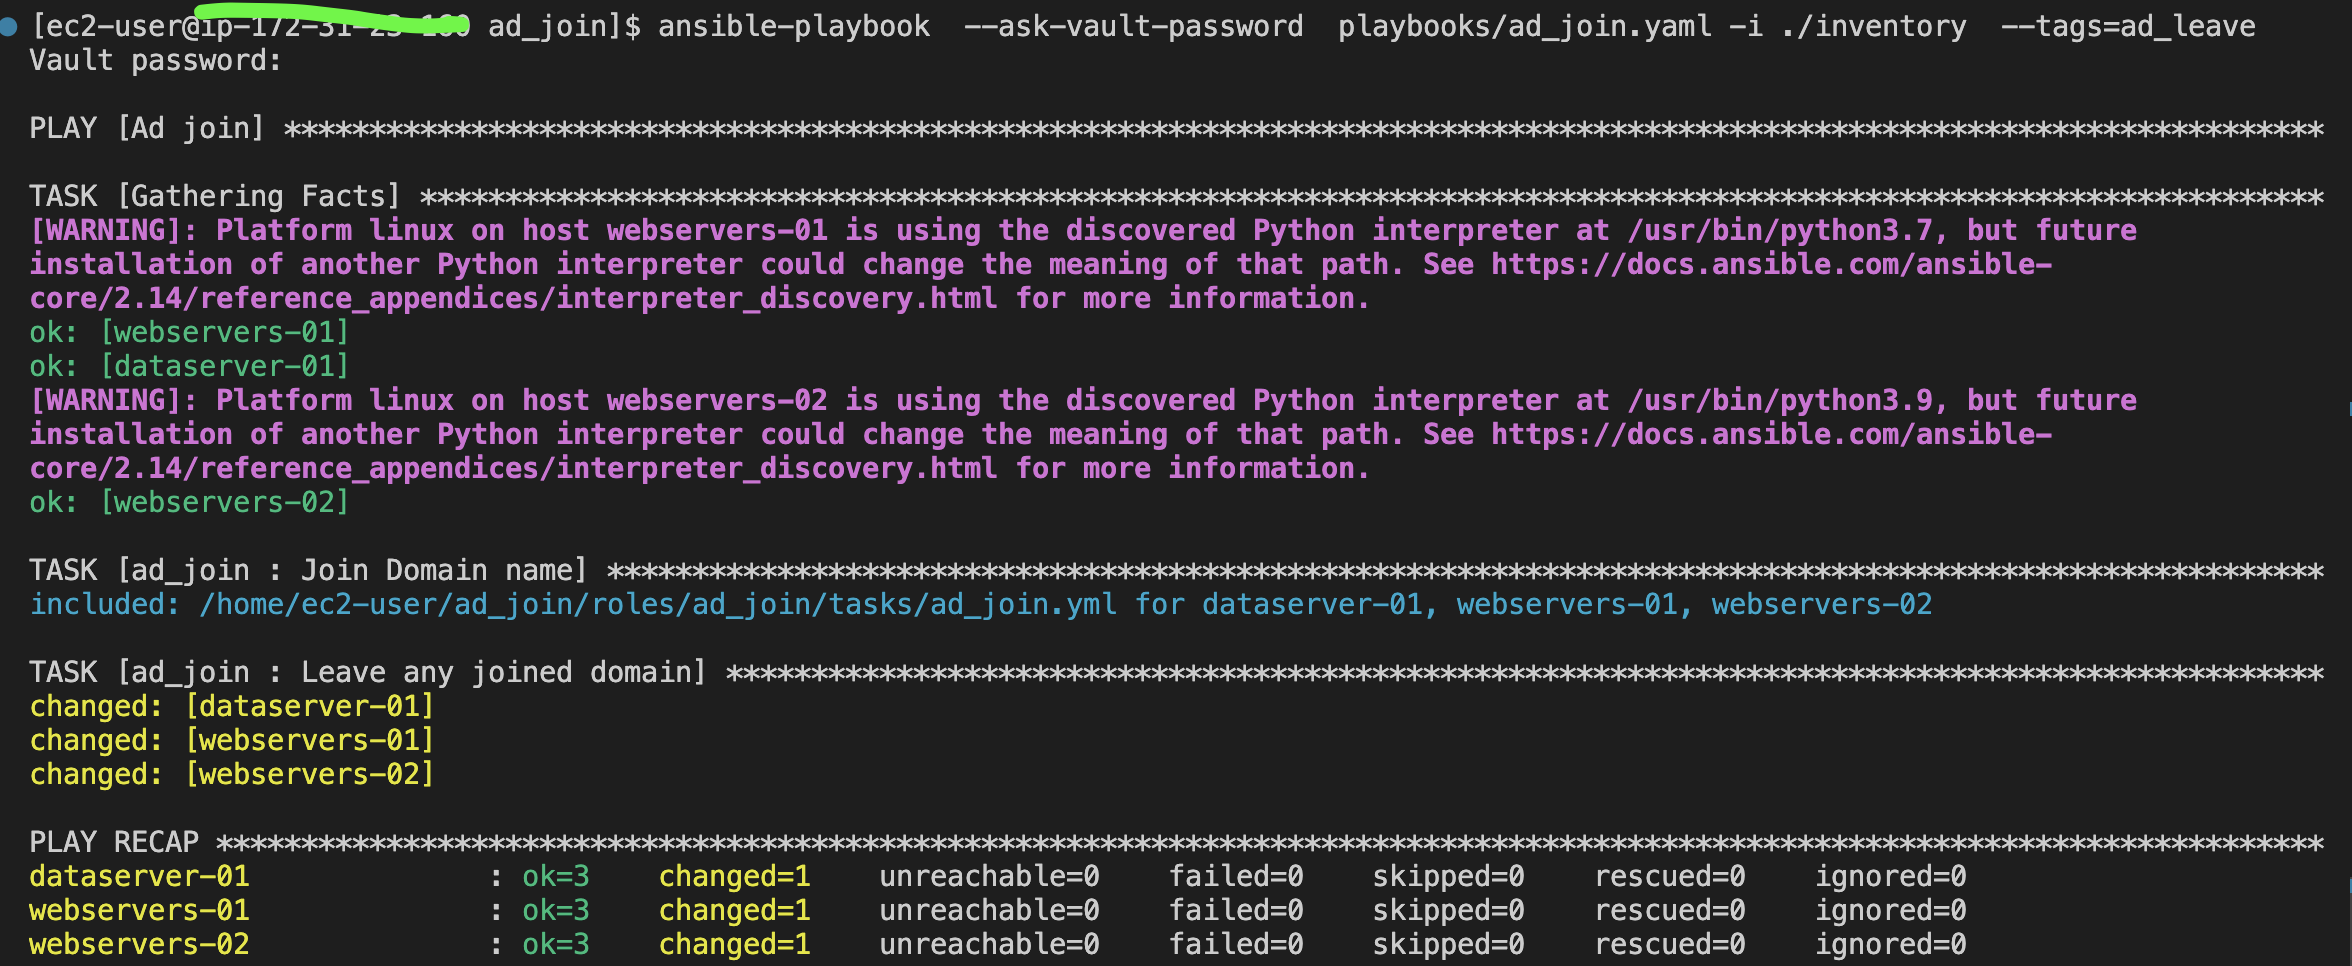 [ec2-user@ ad_join]$ ansible-playbook  --ask-vault-password  playbooks/ad_join.yaml -i ./inventory  --tags=ad_leave
Vault password:
PLAY [Ad join] ************************************************************************************************************************
TASK [Gathering Facts] ****************************************************************************************************************
[WARNING]: Platform linux on host webservers-01 is using the discovered Python interpreter at /usr/bin/python3.7, but future
installation of another Python interpreter could change the meaning of that path. See https://docs.ansible.com/ansible-
core/2.14/reference_appendices/interpreter_discovery.html for more information.
ok: [webservers-01]
ok: [dataserver-01]
[WARNING]: Platform linux on host webservers-02 is using the discovered Python interpreter at /usr/bin/python3.9, but future
installation of another Python interpreter could change the meaning of that path. See https://docs.ansible.com/ansible-
core/2.14/reference_appendices/interpreter_discovery.html for more information.
ok: [webservers-02]
TASK [ad_join : Join Domain name] *****************************************************************************************************
included: /home/ec2-user/ad_join/roles/ad_join/tasks/ad_join.yml for dataserver-01, webservers-01, webservers-02
TASK [ad_join : Leave any joined domain] **********************************************************************************************
changed: [dataserver-01]
changed: [webservers-01]
changed: [webservers-02]
PLAY RECAP ****************************************************************************************************************************
dataserver-01              : ok=3    changed=1    unreachable=0    failed=0    skipped=0    rescued=0    ignored=0
webservers-01              : ok=3    changed=1    unreachable=0    failed=0    skipped=0    rescued=0    ignored=0
webservers-02              : ok=3    changed=1    unreachable=0    failed=0    skipped=0    rescued=0    ignored=0